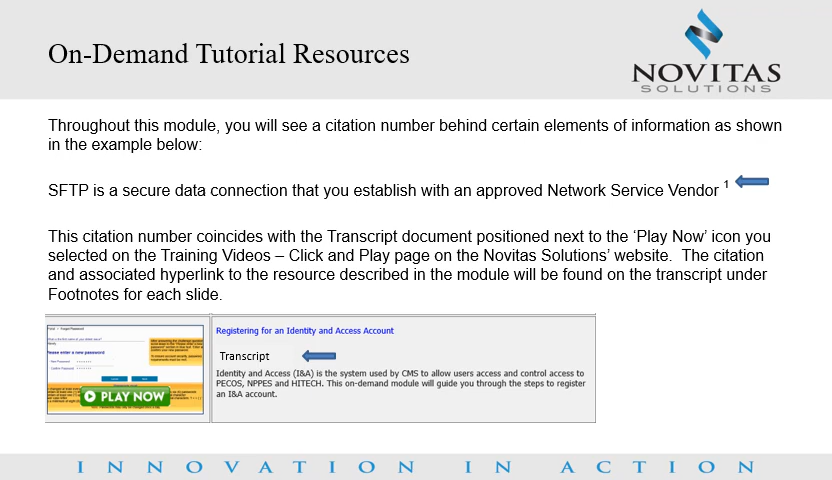 On-Demand Tutorial Resources
NOVITAS
SOLUTIONS
Throughout this module, you will see a citation number behind certain elements of information as shown
in the example below:
SFTP is a secure data connection that you establish with an approved Network Service Vendor 1
This citation number coincides with the Transcript document positioned next to the ‘Play Now’ icon you
selected on the Training Videos – Click and Play page on the Novitas Solutions’ website.  The citation
and associated hyperlink to the resource described in the module will be found on the transcript under
Footnotes for each slide.
Please enter a new password
PLAY NOW
Registering for an Identity and Access Account
Transcript
Identity and Access (I&A) is the system used by CMS to allow users access and control access to
PECOS, NPPES and HITECH. This on-demand module will guide you through the steps to register
an I&A account.
INNOVATION IN ACTION